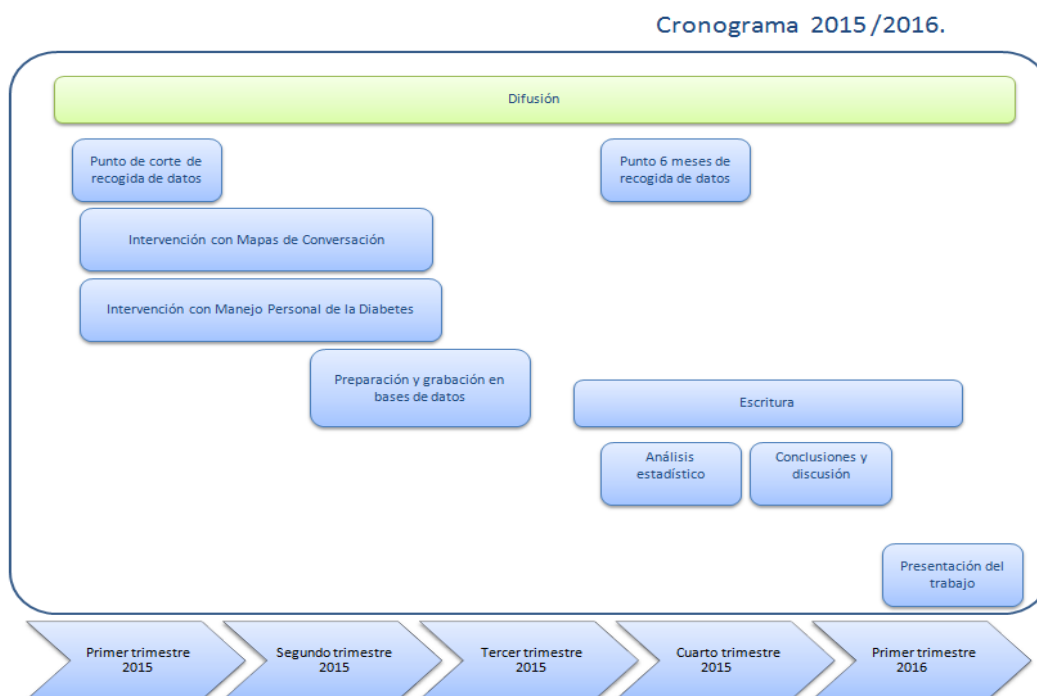 Cronograma 2015/2016.
Difusión
Punto de corte de
recogida de datos
Punto 6 meses de
recogida de datos
Intervención con Mapas de Conversación
Intervención con Manejo Personal de la Diabetes
Preparación y grabación en
bases de datos
Escritura
Análisis
estadístico
Conclusiones y
discusión
Presentación del
trabajo
Primer trimestre
2015
Segundo trimestre
2015
Tercer trimestre
2015
Cuarto trimestre
2015
Primer trimestre
2016